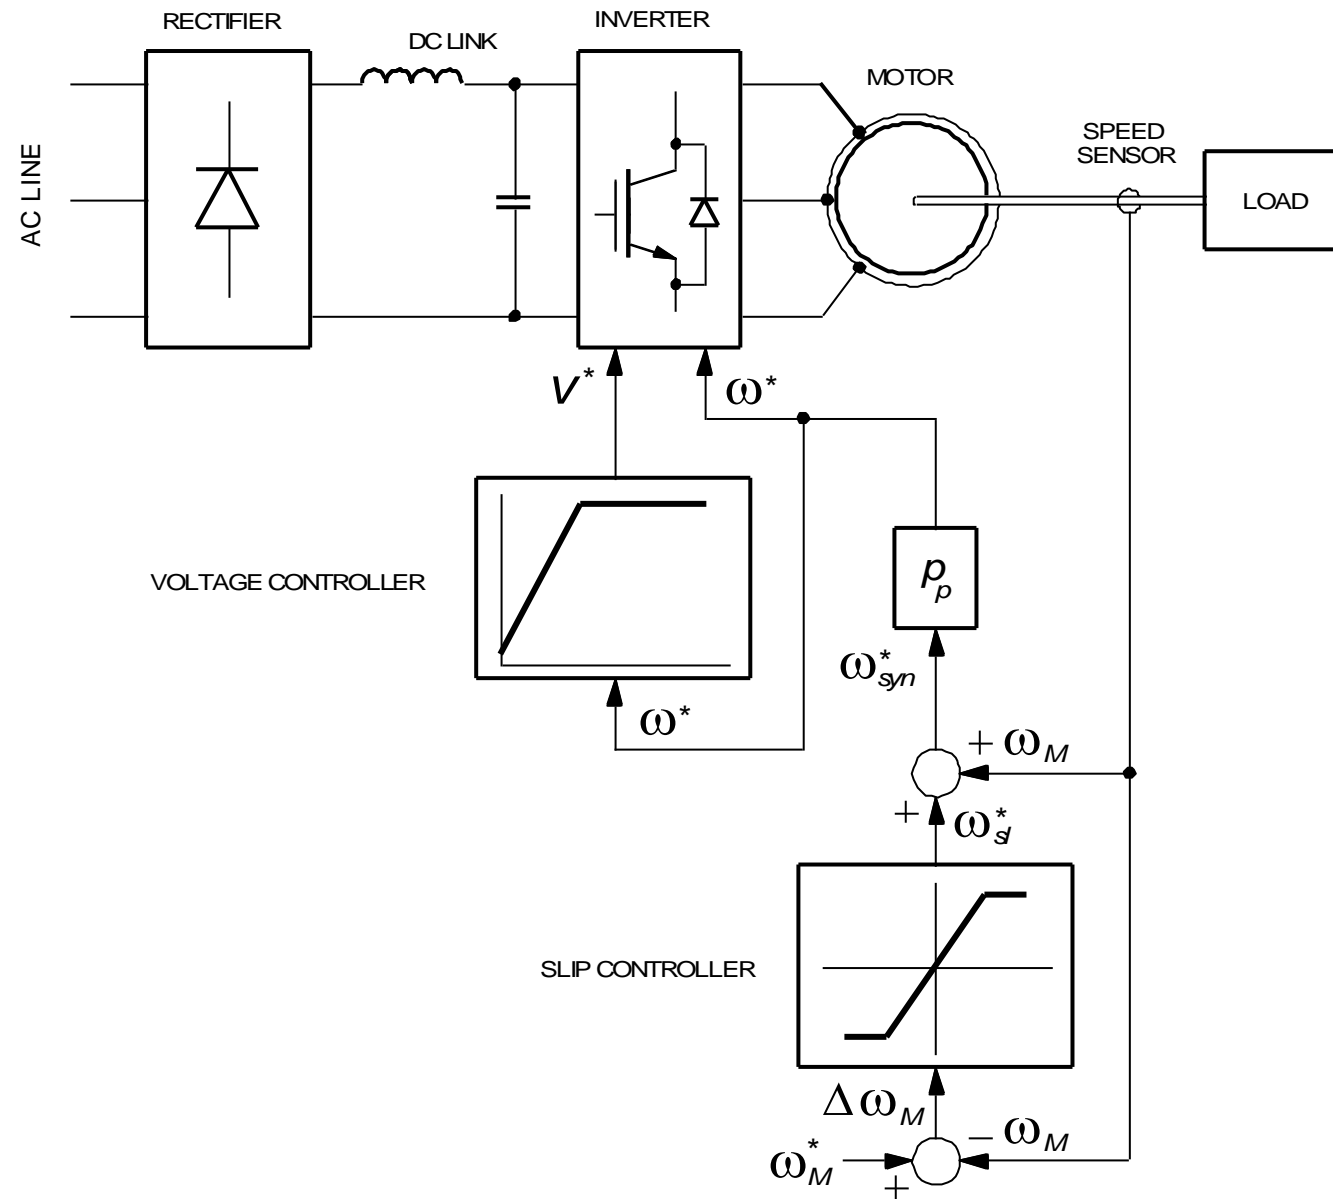 RECTIFIER
INVERTER
DC LINK
MOTOR
SPEED
SENSOR
AC LINE
LOAD
V*
ω*
VOLTAGE CONTROLLER
p_p
ω*_syn
ω*
+ ω_M
+
ω*_sl
SLIP CONTROLLER
Δω_M
− ω_M
ω*_M
+